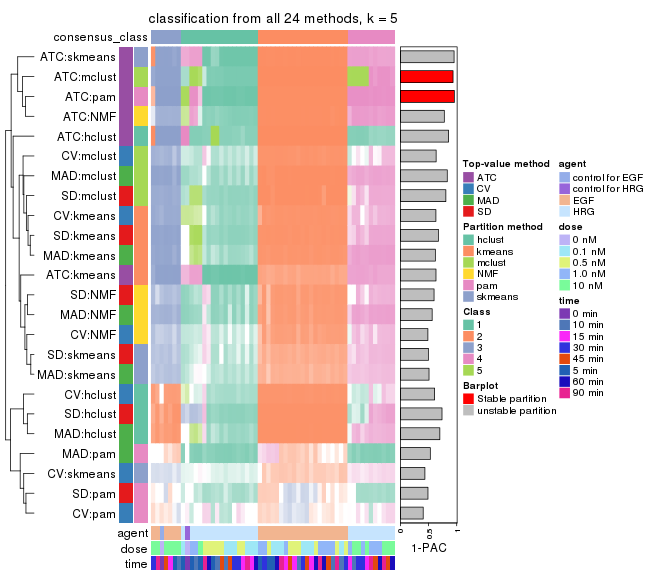 classification from all 24 methods, k = 5
consensus_class
ATC:skmeans
ATC:mclust
ATC:pam
ATC:NMF
ATC:hclust
CV:mclust
MAD:mclust
SD:mclust
CV:kmeans
SD:kmeans
MAD:kmeans
ATC:kmeans
SD:NMF
MAD:NMF
CV:NMF
SD:skmeans
MAD:skmeans
CV:hclust
SD:hclust
MAD:hclust
MAD:pam
CV:skmeans
SD:pam
CV:pam
agent
dose
time
0
0.5
1
1-PAC
Top-value method
ATC
CV
MAD
SD
Partition method
hclust
kmeans
mclust
NMF
pam
skmeans
Class
1
2
3
4
5
Barplot
Stable partition
unstable partition
agent
control for EGF
control for HRG
EGF
HRG
dose
0 nM
0.1 nM
0.5 nM
1.0 nM
10 nM
time
0 min
10 min
15 min
30 min
45 min
5 min
60 min
90 min